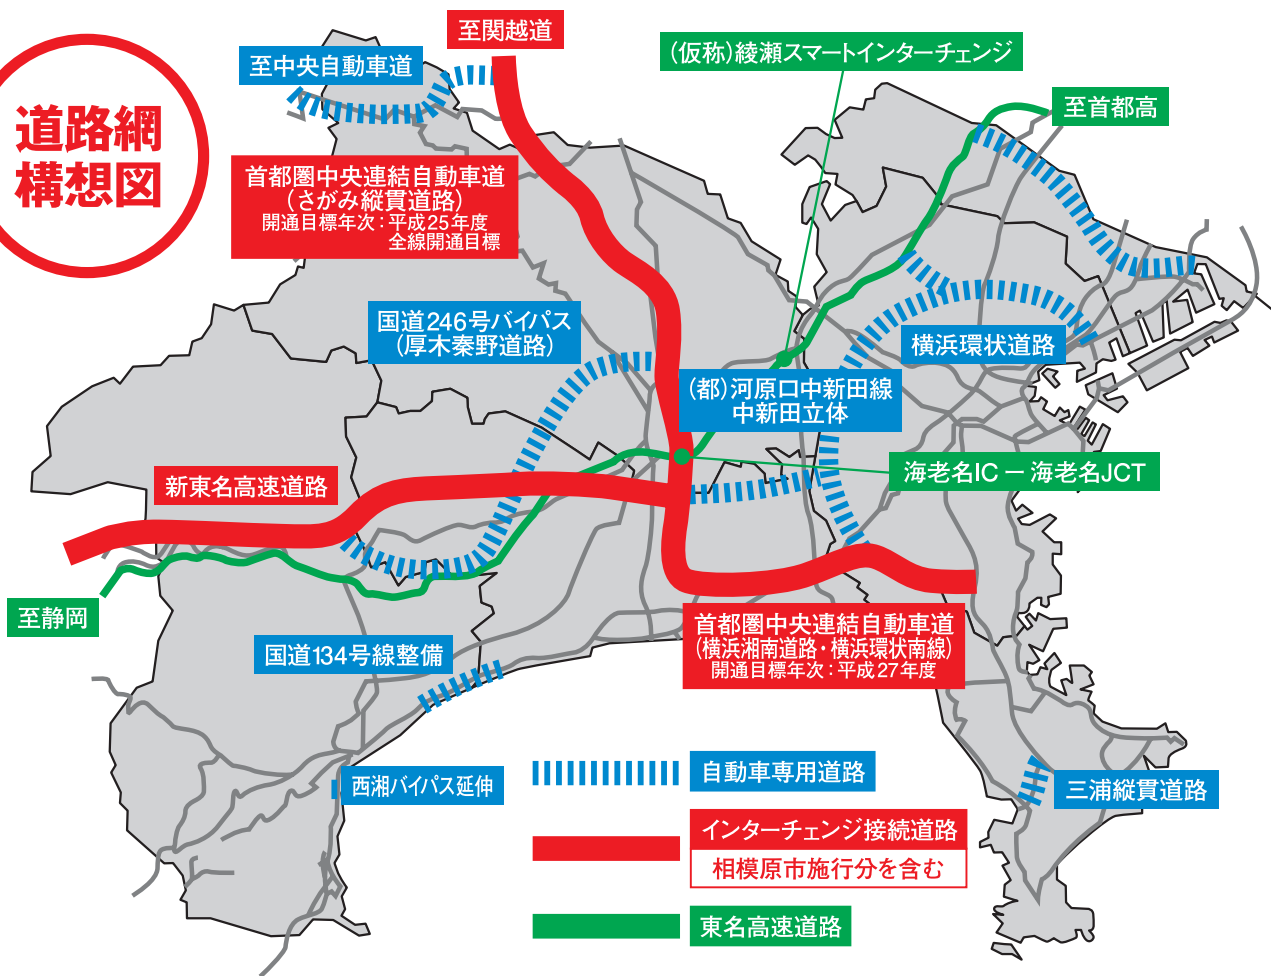 道路網
構想図
至関越道
至中央自動車道
(仮称)綾瀬スマートインターチェンジ
至首都高
首都圏中央連結自動車道
(さがみ縦貫道路)
開通目標年次:平成25年度
全線開通目標
国道246号バイパス
(厚木秦野道路)
横浜環状道路
(都)河原口中新田線
中新田立体
海老名IC ー 海老名JCT
新東名高速道路
至静岡
首都圏中央連結自動車道
(横浜湘南道路・横浜環状南線)
開通目標年次:平成27年度
国道134号線整備
西湘バイパス延伸
三浦縦貫道路
自動車専用道路
インターチェンジ接続道路
相模原市施行分を含む
東名高速道路